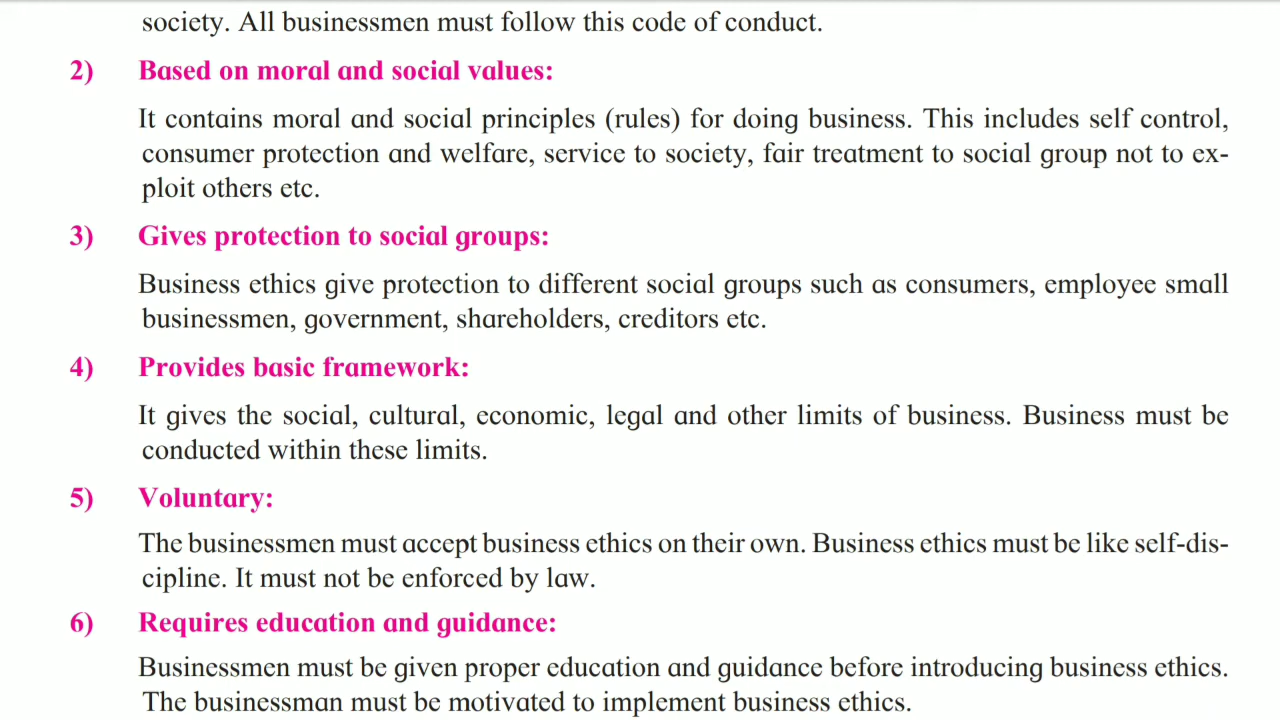 society. All businessmen must follow this code of conduct.
2) Based on moral and social values:
It contains moral and social principles (rules) for doing business. This includes self control,
consumer protection and welfare, service to society, fair treatment to social group not to ex-
ploit others etc.
3) Gives protection to social groups:
Business ethics give protection to different social groups such as consumers, employee small
businessmen, government, shareholders, creditors etc.
4) Provides basic framework:
It gives the social, cultural, economic, legal and other limits of business. Business must be
conducted within these limits.
5) Voluntary:
The businessmen must accept business ethics on their own. Business ethics must be like self-dis-
cipline. It must not be enforced by law.
6) Requires education and guidance:
Businessmen must be given proper education and guidance before introducing business ethics.
The businessman must be motivated to implement business ethics.